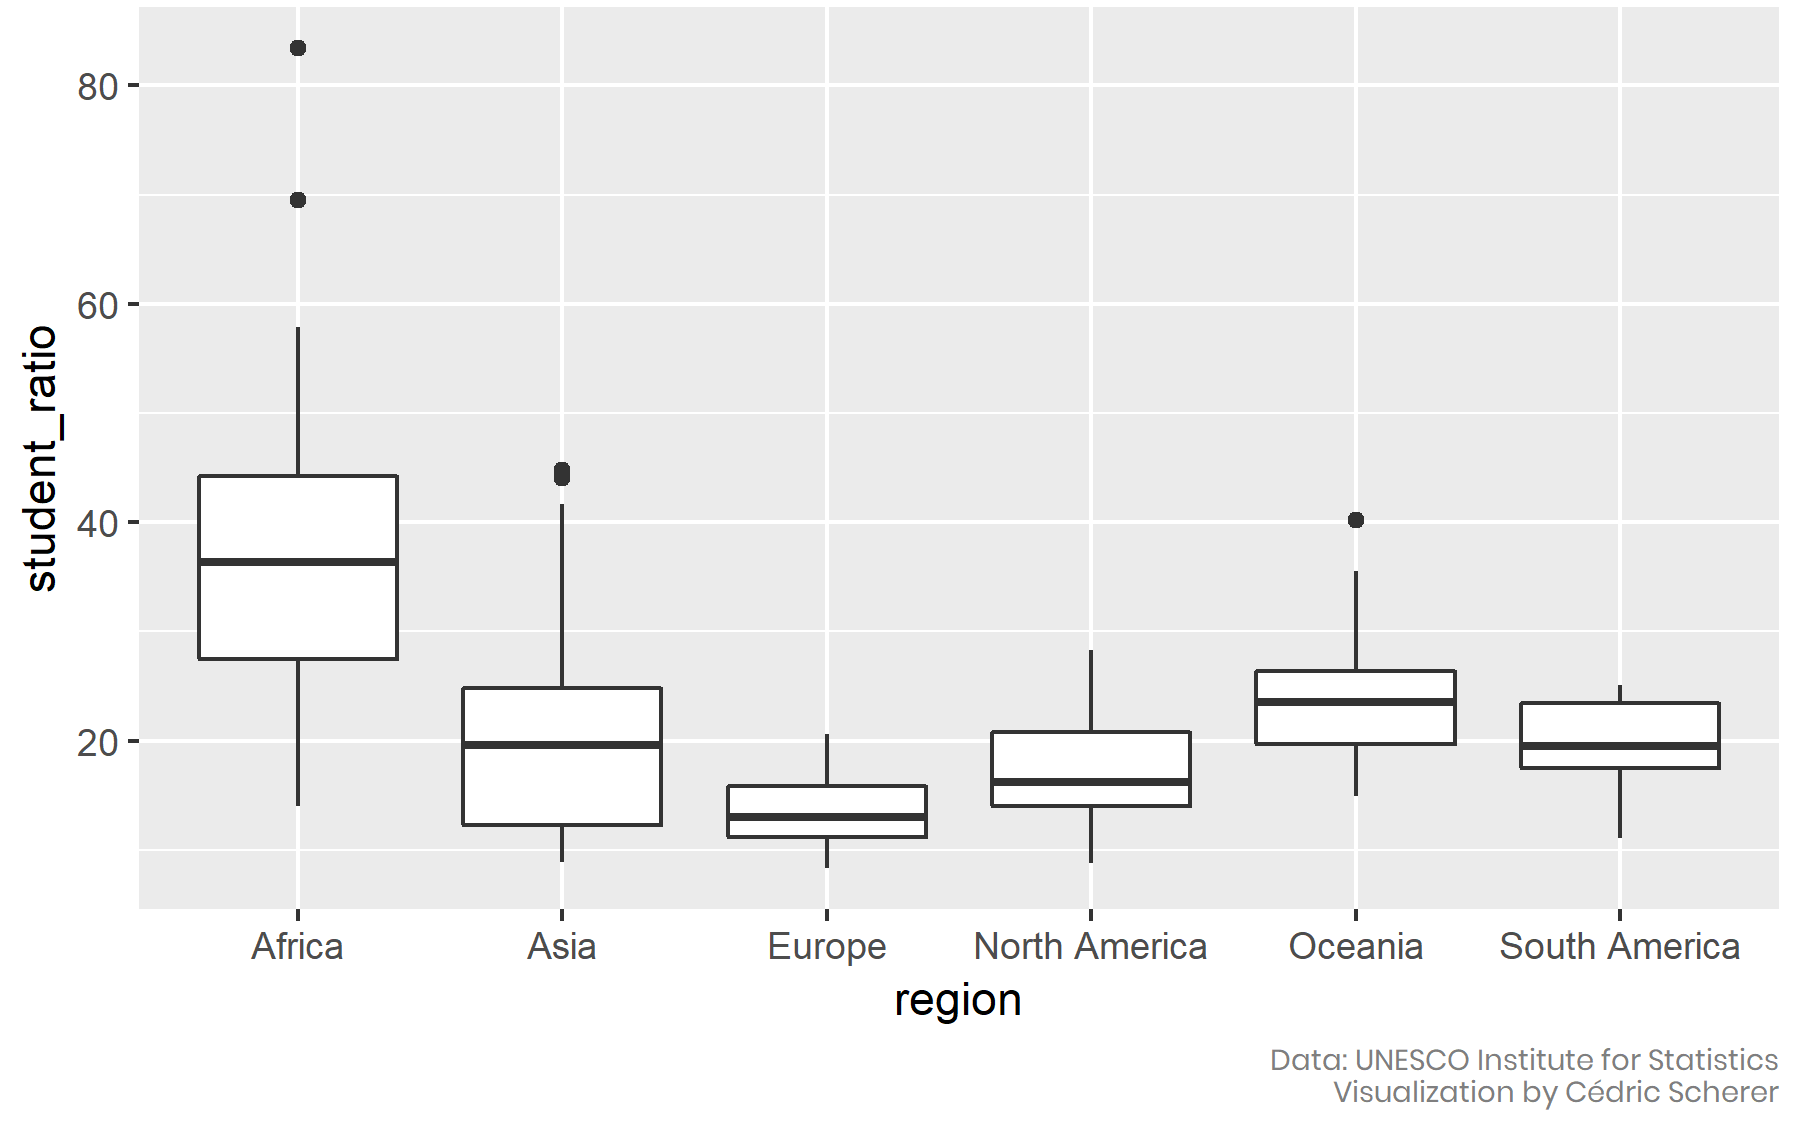 80
60
40
20
student_ratio
Africa Asia Europe North America Oceania South America
region
Data: UNESCO Institute for Statistics
Visualization by Cédric Scherer